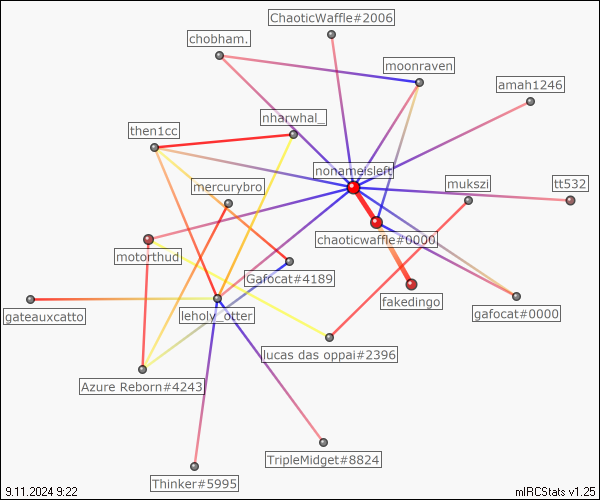 ChaoticWaffle#2006
chobham.
moonraven
amah1246
nharwhal_
then1cc
nonameisleft
mercurybro
mukszi
tt532
chaoticwaffle#0000
motorthud
Gafocat#4189
fakedingo
gafocat#0000
gateauxcatto
leholy_otter
lucas das oppai#2396
Azure Reborn#4243
TripleMidget#8824
Thinker#5995
9.11.2024 9:22
mIRCStats v1.25